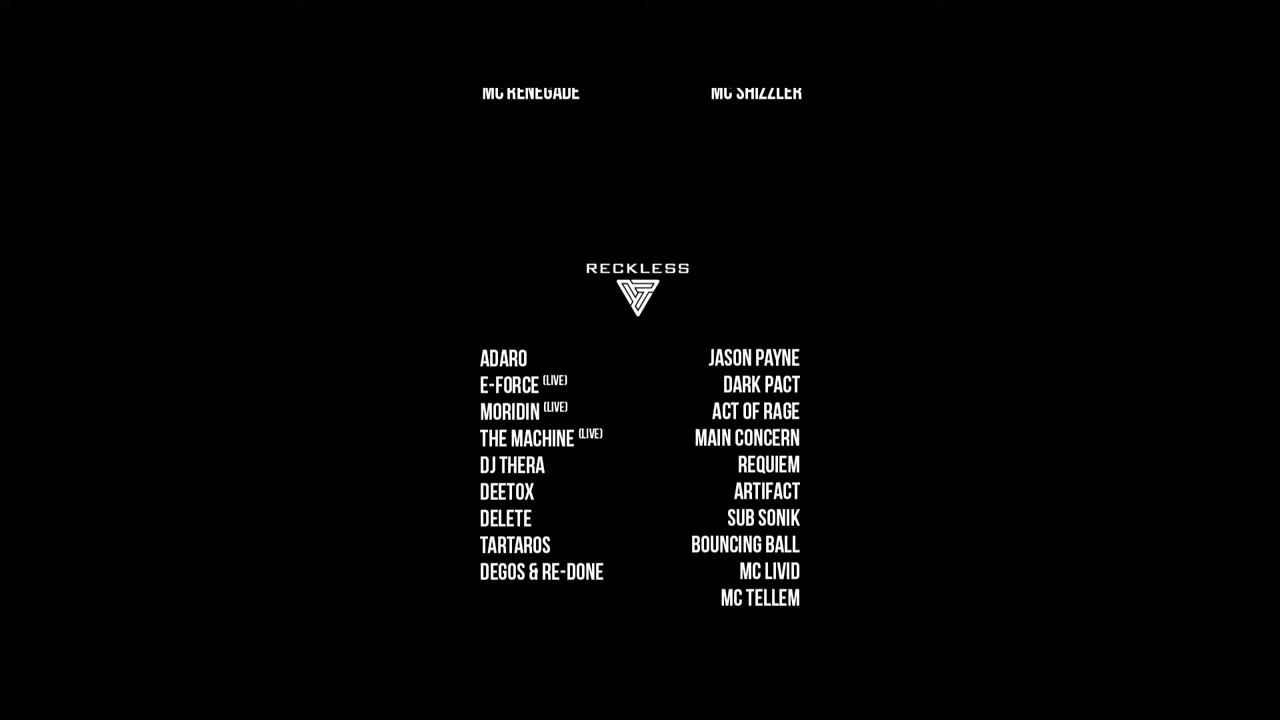 MC RENEGADE
MC SHIZZLER
RECKLESS
ADARO
E-FORCE (LIVE)
MORIDIN (LIVE)
THE MACHINE (LIVE)
DJ THERA
DEETOX
DELETE
TARTAROS
DEGOS & RE-DONE
JASON PAYNE
DARK PACT
ACT OF RAGE
MAIN CONCERN
REQUIEM
ARTIFACT
SUB SONIK
BOUNCING BALL
MC LIVID
MC TELLEM